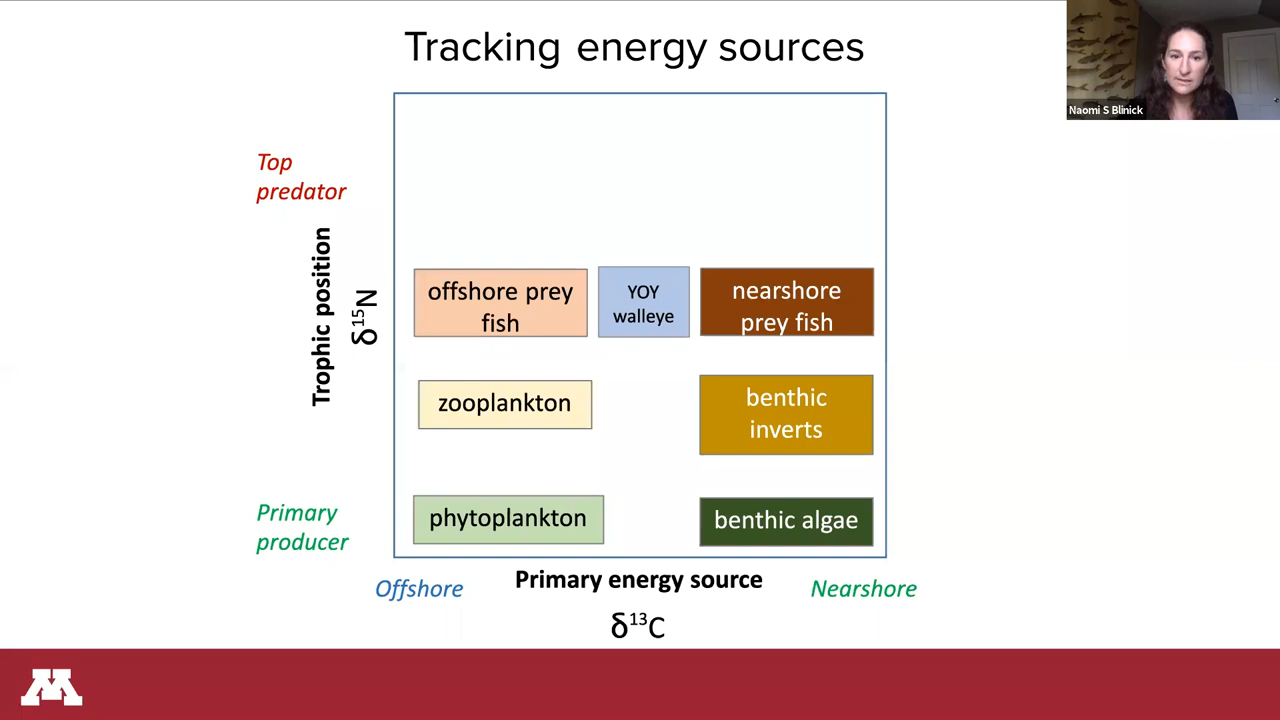 Tracking energy sources
Naomi S Blinick
Top
predator
Trophic position
δ15N
offshore prey
fish
YOY
walleye
nearshore
prey fish
zooplankton
benthic
inverts
Primary
producer
phytoplankton
benthic algae
Offshore
Primary energy source
Nearshore
δ13C
M